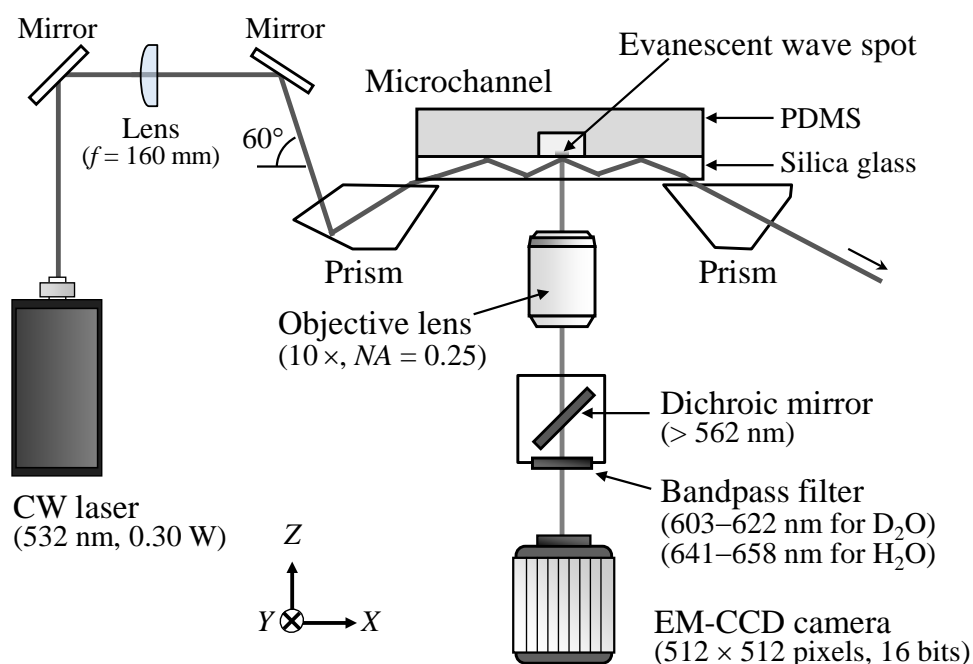 Mirror
Mirror
Evanescent wave spot
Microchannel
PDMS
Lens
(f = 160 mm)
60°
Silica glass
Prism
Prism
Objective lens
(10 ×, NA = 0.25)
Dichroic mirror
(> 562 nm)
CW laser
(532 nm, 0.30 W)
Bandpass filter
(603–622 nm for D₂O)
(641–658 nm for H₂O)
Z
Y
X
EM-CCD camera
(512 × 512 pixels, 16 bits)